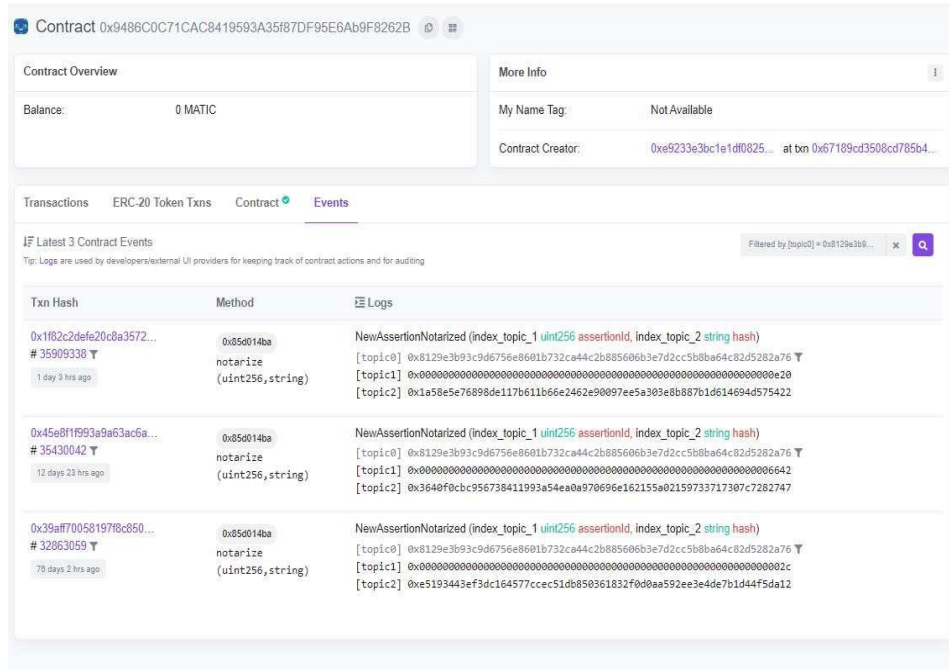 Contract 0x9486C0C71CAC8419593A35f87DF95E6Ab9F8262B
Contract Overview
Balance: 0 MATIC
More Info
My Name Tag: Not Available
Contract Creator: 0xe9233e3bc1e1df0825... at txn 0x67189cd3508cd785b4...
Transactions ERC-20 Token Txns Contract Events
Latest 3 Contract Events
Filtered by [topic0] = 0x8129e3b9...
Tip: Logs are used by developers/external UI providers for keeping track of contract actions and for auditing
Txn Hash Method Logs
0x1f82c2defe20c8a3572...
# 35909338
1 day 3 hrs ago
0x85d014ba
notarize
(uint256,string)
NewAssertionNotarized (index_topic_1 uint256 assertionId, index_topic_2 string hash)
[topic0] 0x8129e3b93c9d6756e8601b732ca44c2b885606b3e7d2cc5b8ba64c82d5282a76
[topic1] 0x0000000000000000000000000000000000000000000000000000000000000e20
[topic2] 0x1a58e5e76898de117b611b66e2462e90097ee5a303e8b887b1d614694d575422
0x45e8f1f993a9a63ac6a...
# 35430042
12 days 23 hrs ago
0x85d014ba
notarize
(uint256,string)
NewAssertionNotarized (index_topic_1 uint256 assertionId, index_topic_2 string hash)
[topic0] 0x8129e3b93c9d6756e8601b732ca44c2b885606b3e7d2cc5b8ba64c82d5282a76
[topic1] 0x0000000000000000000000000000000000000000000000000000000000006642
[topic2] 0x3640f0cbc956738411993a54ea0a970696e162155a02159733717307c7282747
0x39aff70058197f8c850...
# 32863059
76 days 2 hrs ago
0x85d014ba
notarize
(uint256,string)
NewAssertionNotarized (index_topic_1 uint256 assertionId, index_topic_2 string hash)
[topic0] 0x8129e3b93c9d6756e8601b732ca44c2b885606b3e7d2cc5b8ba64c82d5282a76
[topic1] 0x000000000000000000000000000000000000000000000000000000000000002c
[topic2] 0xe5193443ef3dc164577ccec51db850361832f0d0aa592ee3e4de7b1d44f5da12